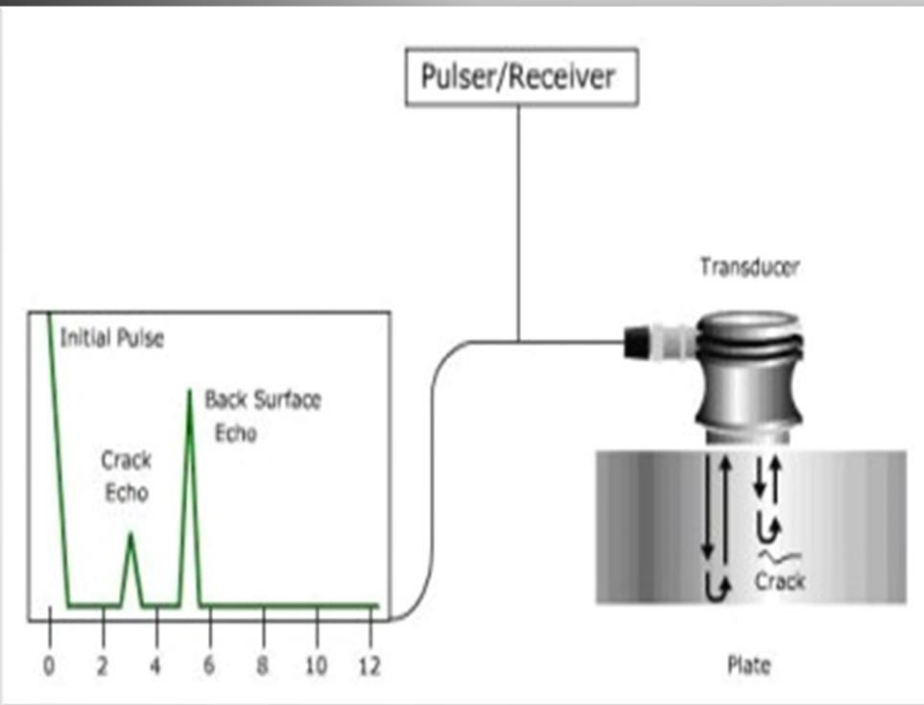 Pulser/Receiver
Transducer
Initial Pulse
Back Surface
Echo
Crack
Echo
Crack
0 2 4 6 8 10 12
Plate